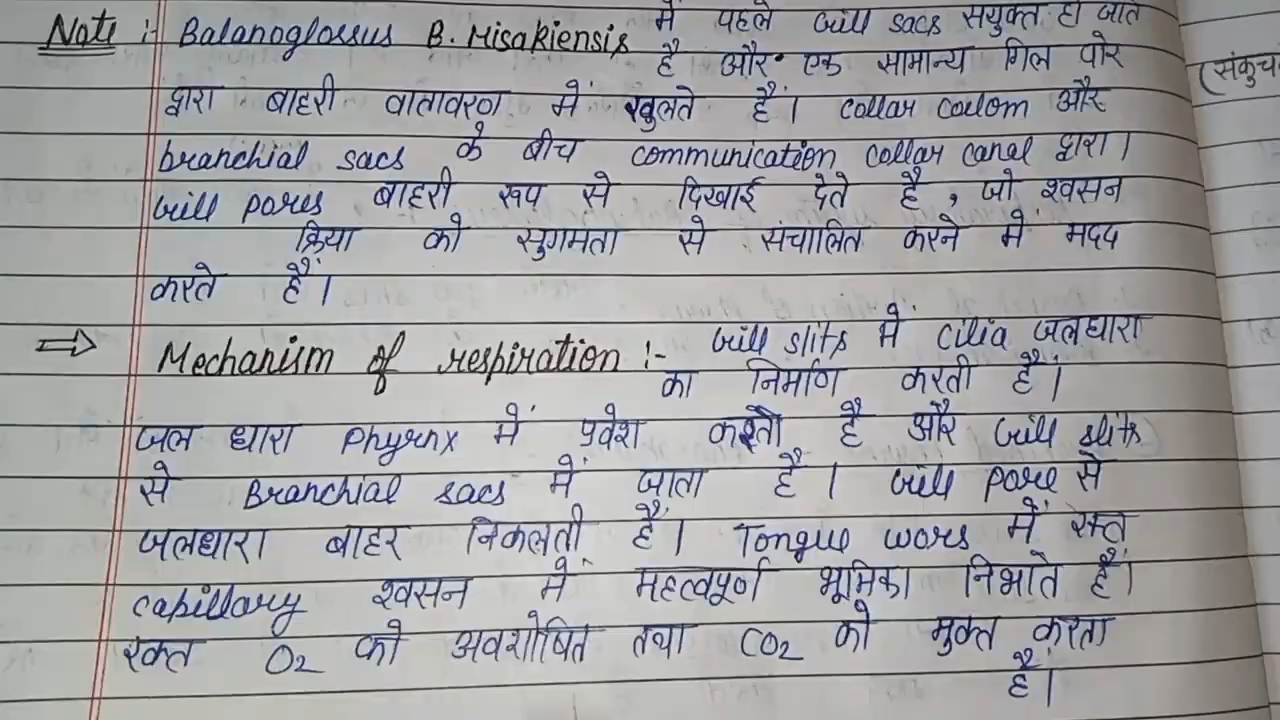 Note :- Balanoglossus B. Misakiensis में पहले Gill sacs संयुक्त हो जाते
है और एक सामान्य गिल पोर
(संकुच
द्वारा बाहरी वातावरण में खुलते हैं। collar coelom और
branchial sacs के बीच communication collar canal द्वारा।
Gill pores बाहरी रूप से दिखाई देते है, जो श्वसन
क्रिया को सुगमता से संचालित करने में मदद
करते हैं।
⇒ Mechanism of respiration :- Gill slits में cilia जलधारा
का निर्माण करती है।
जल धारा Phyrnx में प्रवेश करती है और Gill slits
से Branchial sacs में जाता है। Gill pore से
जलधारा बाहर निकलती हैं। Tongue wars में रक्त
capillary श्वसन में महत्वपूर्ण भूमिका निभाते हैं।
रक्त O2 को अवशोषित तथा CO2 को मुक्त करता
है।